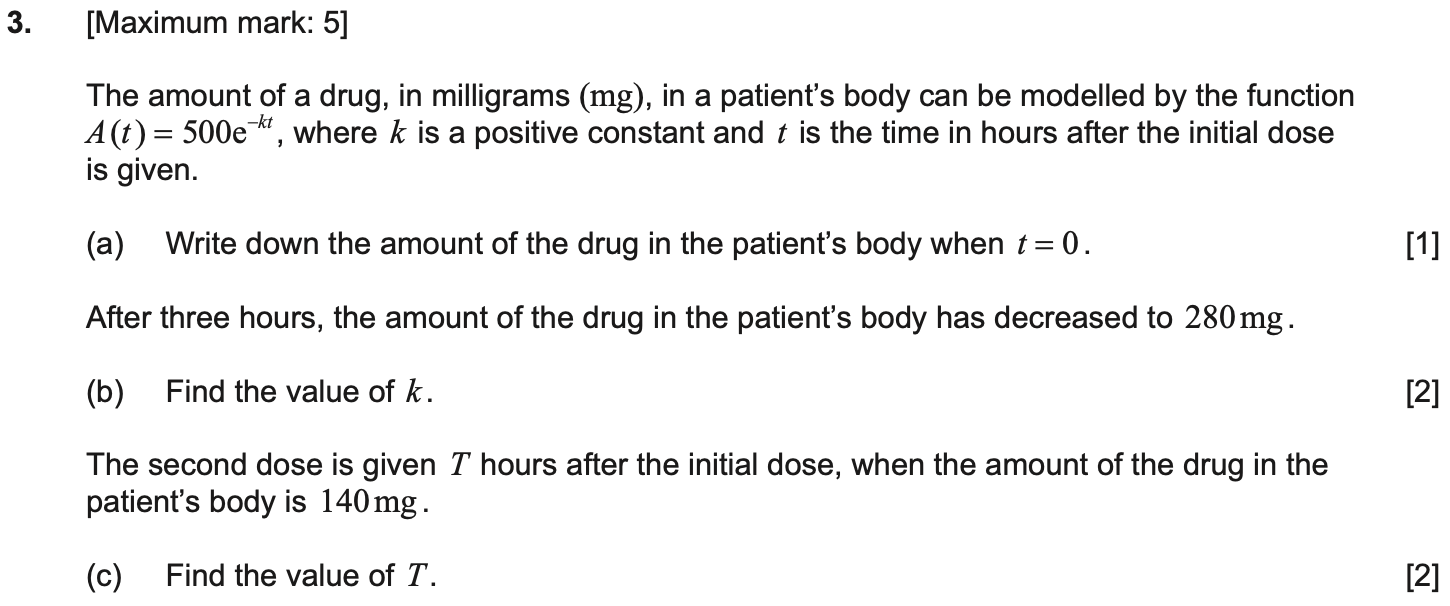 3. [Maximum mark: 5]
The amount of a drug, in milligrams (mg), in a patient's body can be modelled by the function
A(t) = 500e^{-kt}, where k is a positive constant and t is the time in hours after the initial dose
is given.
(a) Write down the amount of the drug in the patient's body when t = 0. [1]
After three hours, the amount of the drug in the patient's body has decreased to 280 mg.
(b) Find the value of k. [2]
The second dose is given T hours after the initial dose, when the amount of the drug in the
patient's body is 140 mg.
(c) Find the value of T. [2]